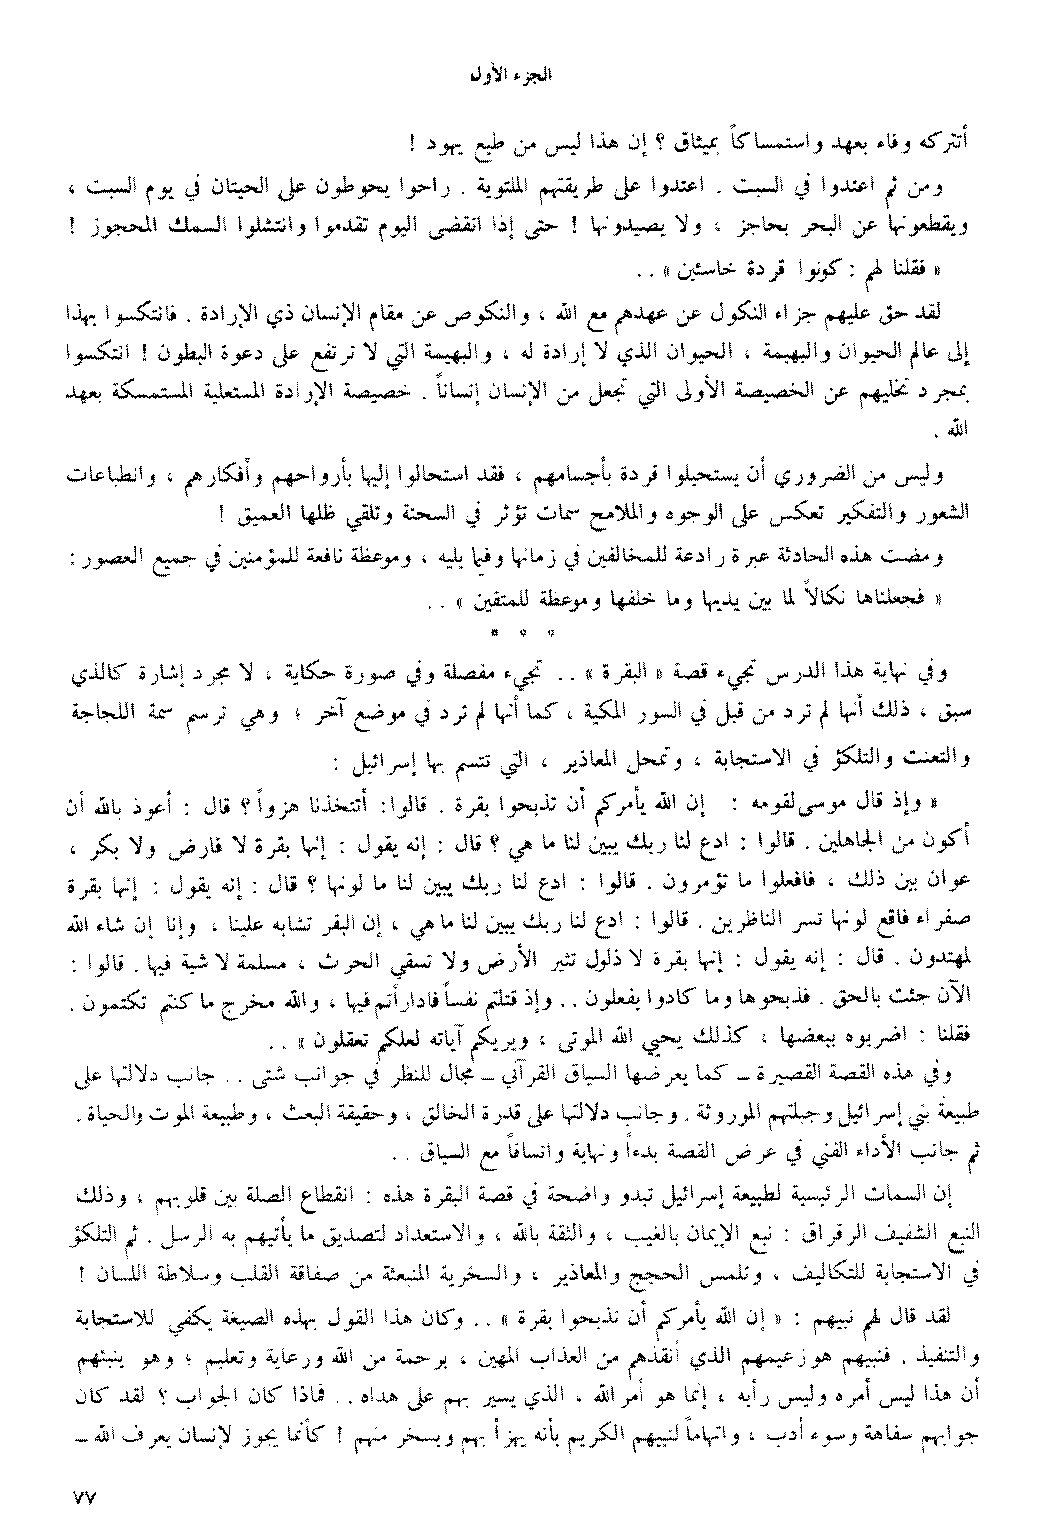 الجزء الأول
أتتركه وفاء بعهد واستمساكاً بميثاق ؟ إن هذا ليس من طبع يهود !
ومن ثم اعتدوا في السبت . اعتدوا على طريقتهم الملتوية . راحوا يحوطون على الحيتان في يوم السبت ،
ويقطعونها عن البحر بحاجز ، ولا يصيدونها ! حتى إذا انقضى اليوم تقدموا وانتشلوا السمك المحجوز !
« فقلنا لهم : كونوا قردة خاسئين » . .
لقد حق عليهم جزاء النكول عن عهدهم مع الله ، والنكوص عن مقام الإنسان ذي الإرادة . فانتكسوا بهذا
إلى عالم الحيوان والبهيمة ، الحيوان الذي لا إرادة له ، والبهيمة التي لا ترتفع على دعوة البطون ! انتكسوا
بمجرد تخليهم عن الخصيصة الأولى التي تجعل من الإنسان إنساناً . خصيصة الإرادة المستعلية المستمسكة بعهد
الله .
وليس من الضروري أن يستحيلوا قردة بأجسامهم ، فقد استحالوا إليها بأرواحهم وأفكارهم ، وانطباعات
الشعور والتفكير تعكس على الوجوه والملامح سمات تؤثر في السحنة وتلقي ظلها العميق !
ومضت هذه الحادثة عبرة رادعة للمخالفين في زمانها وفيما يليه ، وموعظة نافعة للمؤمنين في جميع العصور :
« فجعلناها نكالاً لما بين يديها وما خلفها وموعظة للمتقين » . .
* * *
وفي نهاية هذا الدرس تجيء قصة « البقرة » . . تجيء مفصلة وفي صورة حكاية ، لا مجرد إشارة كالذي
سبق ، ذلك أنها لم ترد من قبل في السور المكية ، كما أنها لم ترد في موضع آخر ؛ وهي ترسم سمة اللجاجة
والتعنت والتلكؤ في الاستجابة ، وتمحل المعاذير ، التي تتسم بها إسرائيل :
« وإذ قال موسى لقومه : إن الله يأمركم أن تذبحوا بقرة . قالوا: أتتخذنا هزواً ؟ قال : أعوذ بالله أن
أكون من الجاهلين . قالوا : ادع لنا ربك يبين لنا ما هي ؟ قال : إنه يقول : إنها بقرة لا فارض ولا بكر ،
عوان بين ذلك ، فافعلوا ما تؤمرون . قالوا : ادع لنا ربك يبين لنا ما لونها ؟ قال : إنه يقول : إنها بقرة
صفراء فاقع لونها تسر الناظرين . قالوا : ادع لنا ربك يبين لنا ما هي ، إن البقر تشابه علينا ، وإنا إن شاء الله
لمهتدون . قال : إنه يقول : إنها بقرة لا ذلول تثير الأرض ولا تسقي الحرث ، مسلمة لا شية فيها . قالوا :
الآن جئت بالحق . فذبحوها وما كادوا يفعلون . . وإذ قتلتم نفساً فادارأتم فيها ، والله مخرج ما كنتم تكتمون .
فقلنا : اضربوه ببعضها ، كذلك يحيي الله الموتى ، ويريكم آياته لعلكم تعقلون » . .
وفي هذه القصة القصيرة – كما يعرضها السياق القرآني – مجال للنظر في جوانب شتى . . جانب دلالتها على
طبيعة بني إسرائيل وجبلتهم الموروثة . وجانب دلالتها على قدرة الخالق ، وحقيقة البعث ، وطبيعة الموت والحياة .
ثم جانب الأداء الفني في عرض القصة بدءاً ونهاية واتساقاً مع السياق . .
إن السمات الرئيسية لطبيعة إسرائيل تبدو واضحة في قصة البقرة هذه : انقطاع الصلة بين قلوبهم ، وذلك
النبع الشفيف الرقراق : نبع الإيمان بالغيب ، والثقة بالله ، والاستعداد لتصديق ما يأتيهم به الرسل . ثم التلكؤ
في الاستجابة للتكاليف ، وتلمس الحجج والمعاذير ، والسخرية المنبعثة من صفاقة القلب وسلاطة اللسان !
لقد قال لهم نبيهم : « إن الله يأمركم أن تذبحوا بقرة » . . وكان هذا القول بهذه الصيغة يكفي للاستجابة
والتنفيذ . فنبيهم هو زعيمهم الذي أنقذهم من العذاب المهين ، برحمة من الله ورعاية وتعليم ؛ وهو ينبئهم
أن هذا ليس أمره وليس رأيه ، إنما هو أمر الله ، الذي يسير بهم على هداه . . فماذا كان الجواب ؟ لقد كان
جوابهم سفاهة وسوء أدب ، واتهاماً لنبيهم الكريم بأنه يهزأ بهم ويسخر منهم ! كأنما يجوز لإنسان يعرف الله –
٧٧